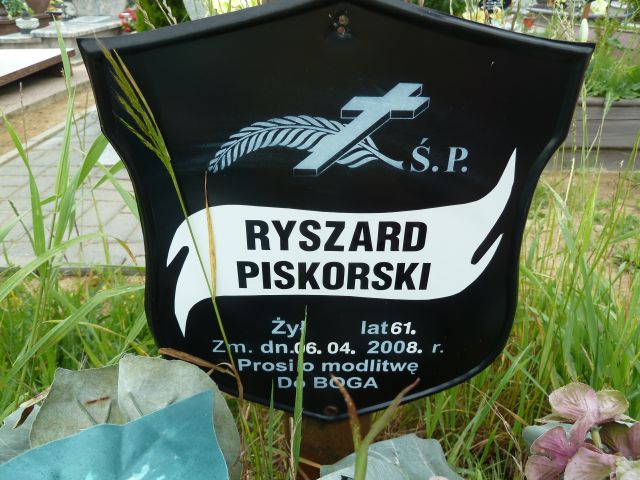 Ś.P.
RYSZARD
PISKORSKI
Żył lat 61.
Zm. dn.06. 04. 2008. r.
Prosi o modlitwę
Do BOGA